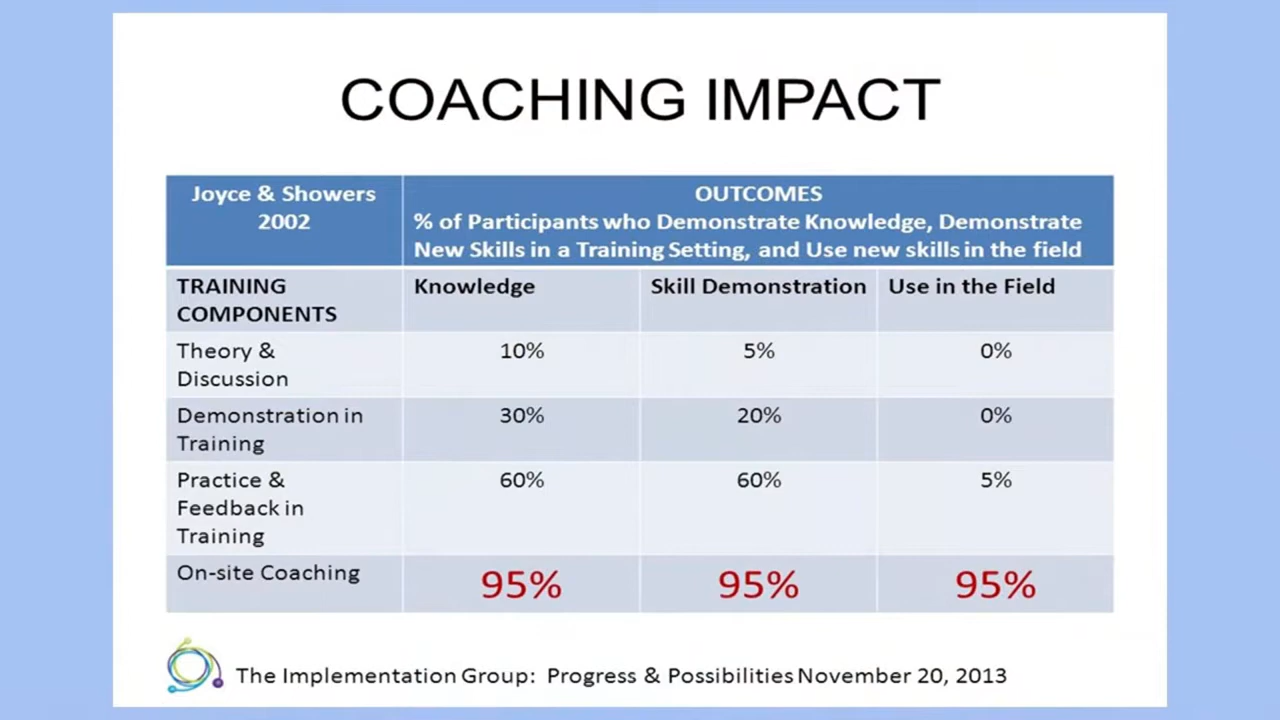 COACHING IMPACT
Joyce & Showers
2002
OUTCOMES
% of Participants who Demonstrate Knowledge, Demonstrate
New Skills in a Training Setting, and Use new skills in the field
TRAINING
COMPONENTS
Knowledge
Skill Demonstration
Use in the Field
Theory &
Discussion
10%
5%
0%
Demonstration in
Training
30%
20%
0%
Practice &
Feedback in
Training
60%
60%
5%
On-site Coaching
95%
95%
95%
The Implementation Group: Progress & Possibilities November 20, 2013